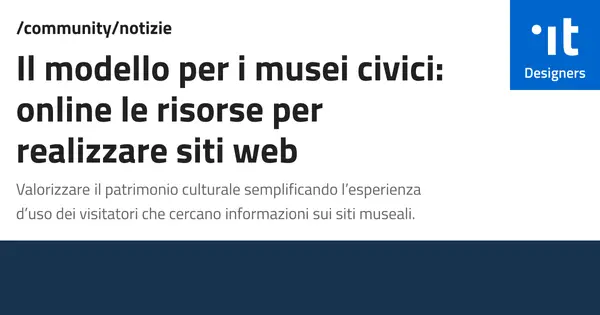 /community/notizie
.it
Designers
Il modello per i musei civici:
online le risorse per
realizzare siti web
Valorizzare il patrimonio culturale semplificando l’esperienza
d’uso dei visitatori che cercano informazioni sui siti museali.